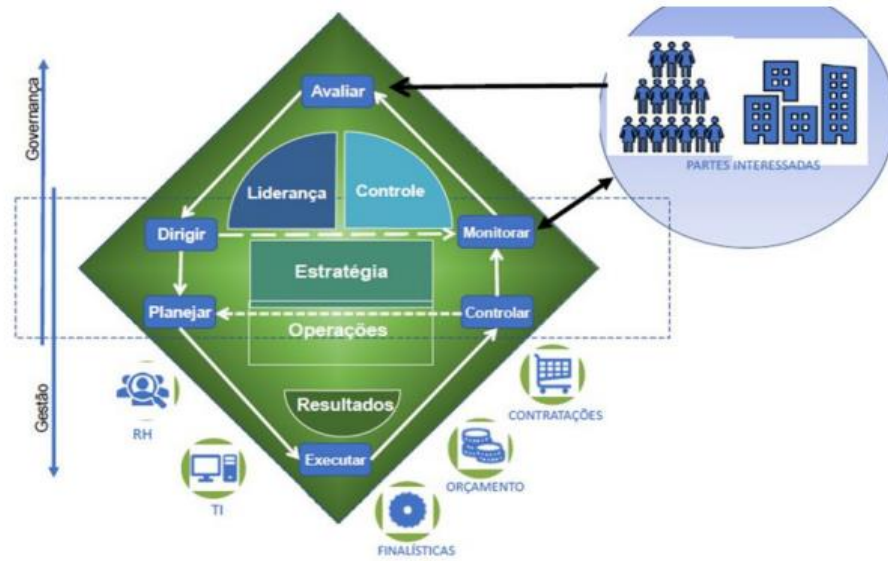 Governança
Gestão
Avaliar
PARTES INTERESSADAS
Liderança
Controle
Dirigir
Monitorar
Estratégia
Planejar
Controlar
Operações
Resultados
Executar
RH
TI
FINALÍSTICAS
ORÇAMENTO
CONTRATAÇÕES